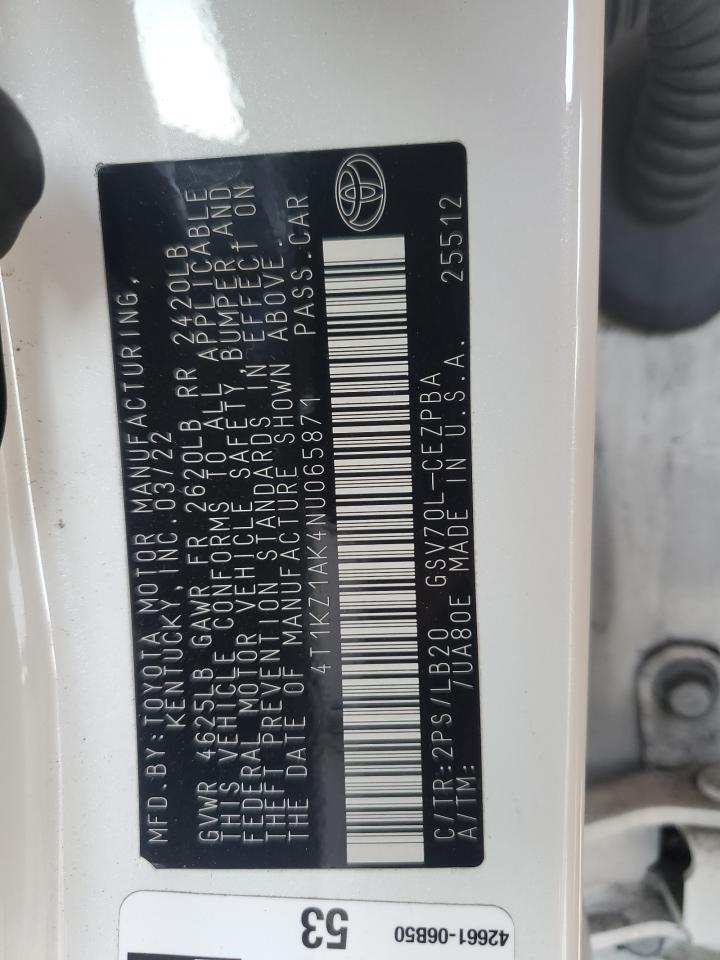 MFD.BY:TOYOTA MOTOR MANUFACTURING,
KENTUCKY, INC.03/22
GVWR 4625LB GAWR FR 2620LB RR 2420LB
THIS VEHICLE CONFORMS TO ALL APPLICABLE
FEDERAL MOTOR VEHICLE SAFETY, BUMPER,AND
THEFT PREVENTION STANDARDS IN EFFECT ON
THE DATE OF MANUFACTURE SHOWN ABOVE.
4T1KZ1AK4NU065871 PASS.CAR
C/TR:2PS/LB20 GSV70L-CEZPBA
A/TM: /UA80E MADE IN U.S.A. 25512
53
42661-06B50